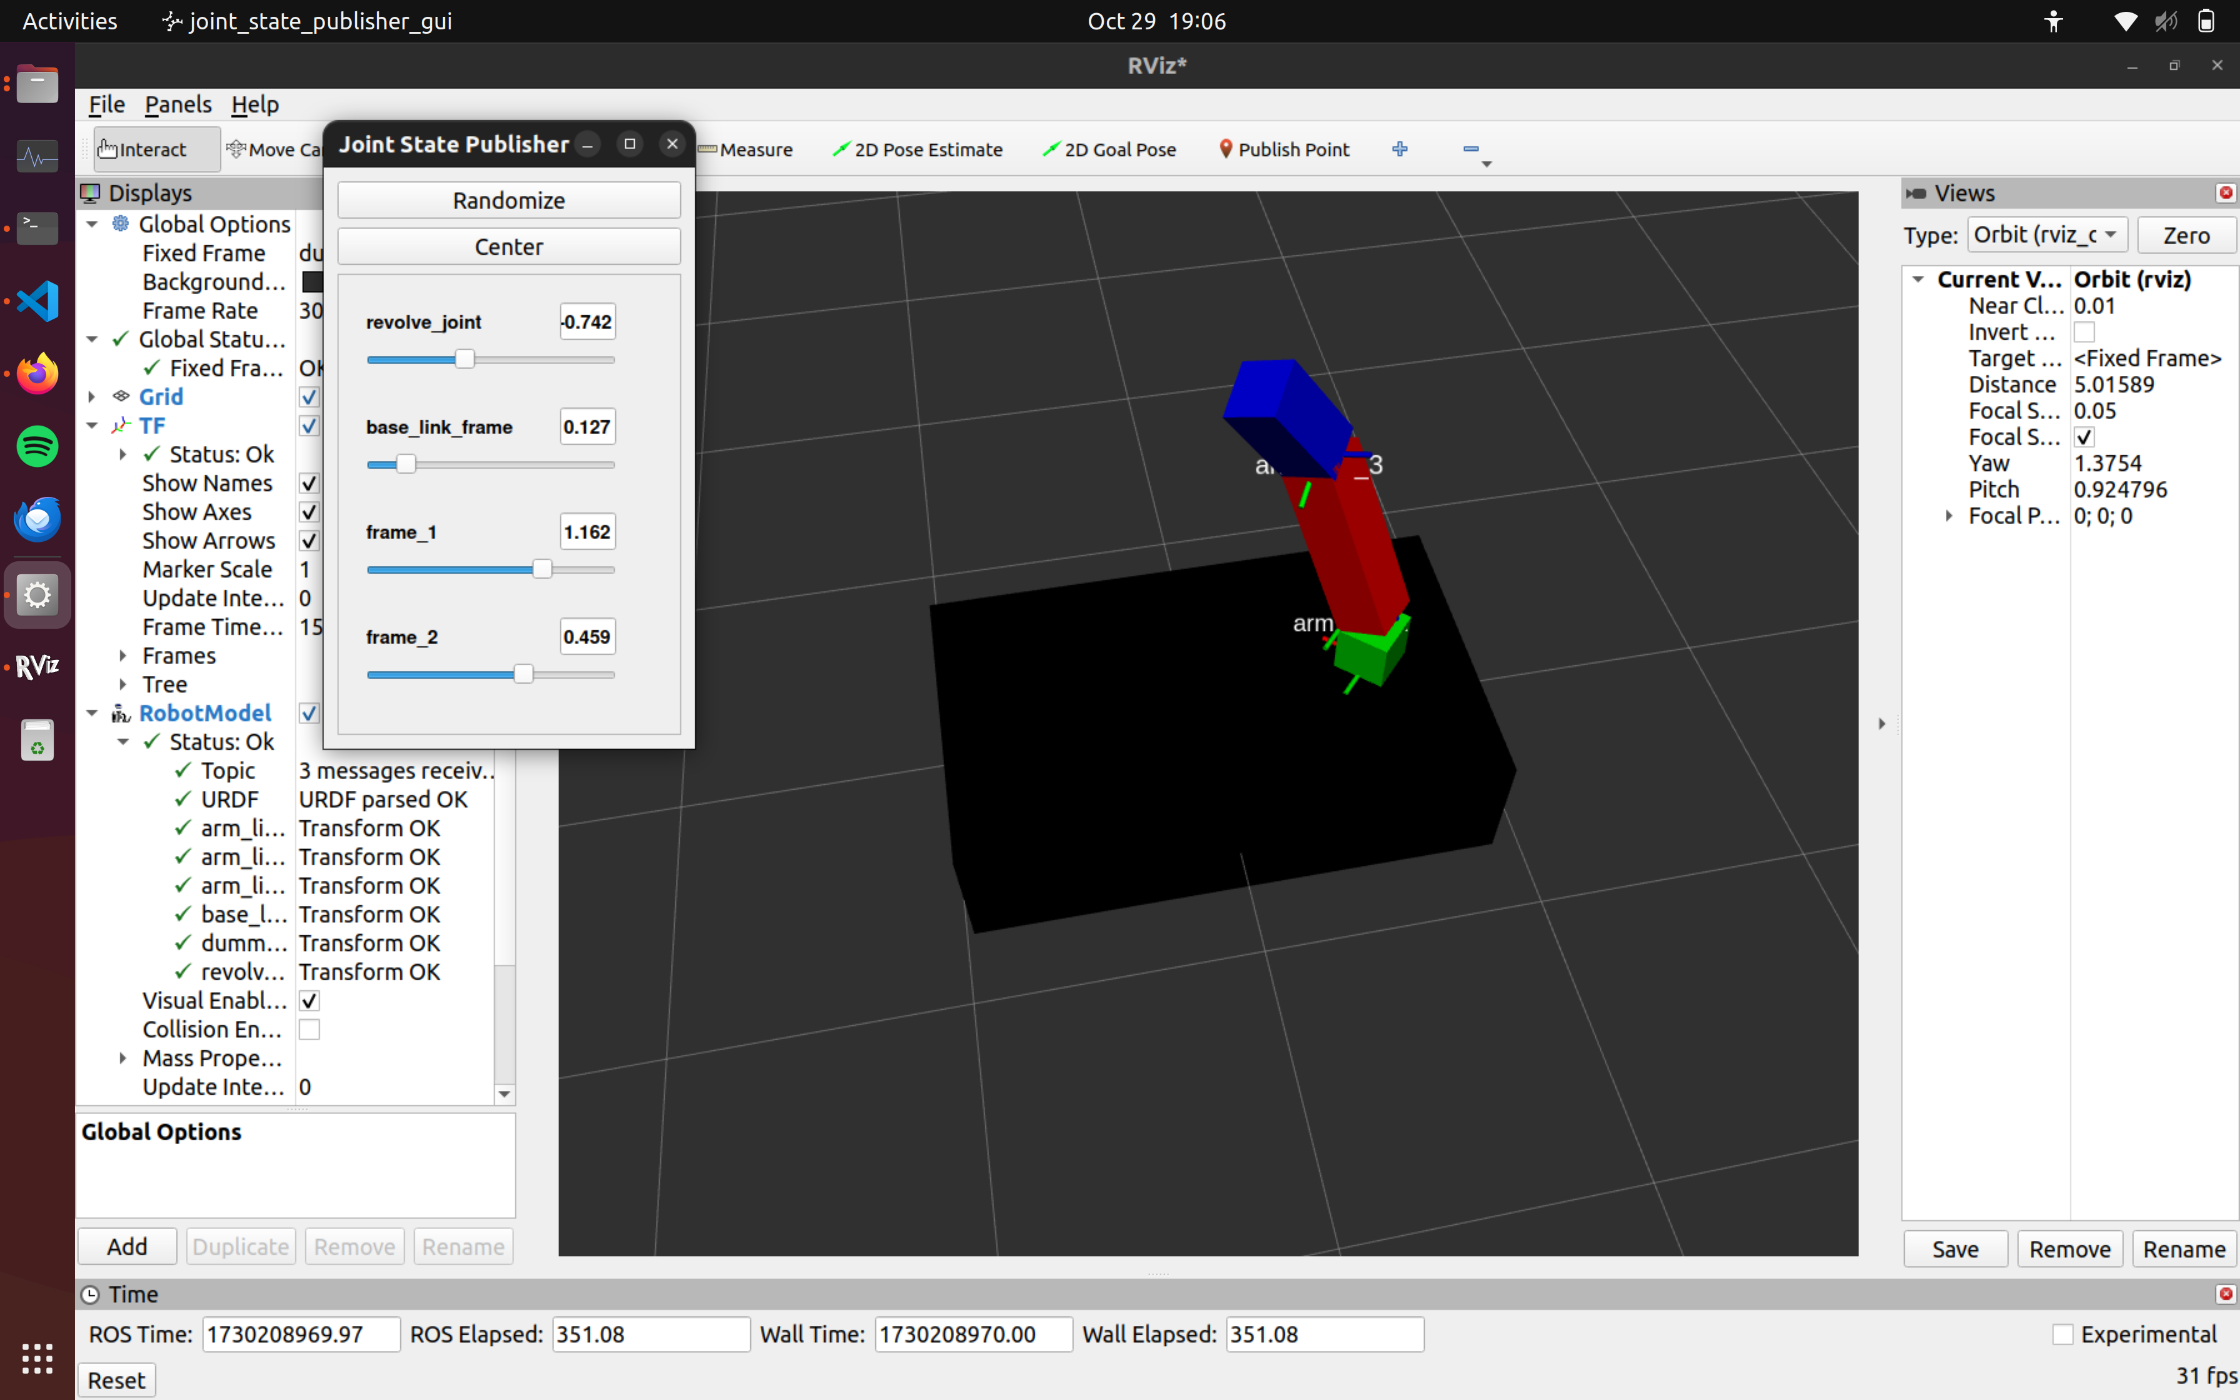 Activities
joint_state_publisher_gui
Oct 29 19:06
RViz*
File Panels Help
Interact
Move Ca
Measure
2D Pose Estimate
2D Goal Pose
Publish Point
Joint State Publisher
Randomize
Center
revolve_joint -0.742
base_link_frame 0.127
frame_1 1.162
frame_2 0.459
Displays
Global Options
Fixed Frame du
Background...
Frame Rate 30
Global Statu...
Fixed Fra... OK
Grid
TF
Status: Ok
Show Names
Show Axes
Show Arrows
Marker Scale 1
Update Inte... 0
Frame Time... 15
Frames
Tree
RobotModel
Status: Ok
Topic 3 messages receiv...
URDF URDF parsed OK
arm_li... Transform OK
arm_li... Transform OK
arm_li... Transform OK
base_l... Transform OK
dumm... Transform OK
revolv... Transform OK
Visual Enabl...
Collision En...
Mass Prope...
Update Inte... 0
Global Options
Add Duplicate Remove Rename
_3
arm
Views
Type: Orbit (rviz_c Zero
Current V... Orbit (rviz)
Near Cl... 0.01
Invert ...
Target ... <Fixed Frame>
Distance 5.01589
Focal S... 0.05
Focal S...
Yaw 1.3754
Pitch 0.924796
Focal P... 0; 0; 0
Save Remove Rename
Time
ROS Time: 1730208969.97 ROS Elapsed: 351.08 Wall Time: 1730208970.00 Wall Elapsed: 351.08 Experimental
Reset
31 fps
RViz